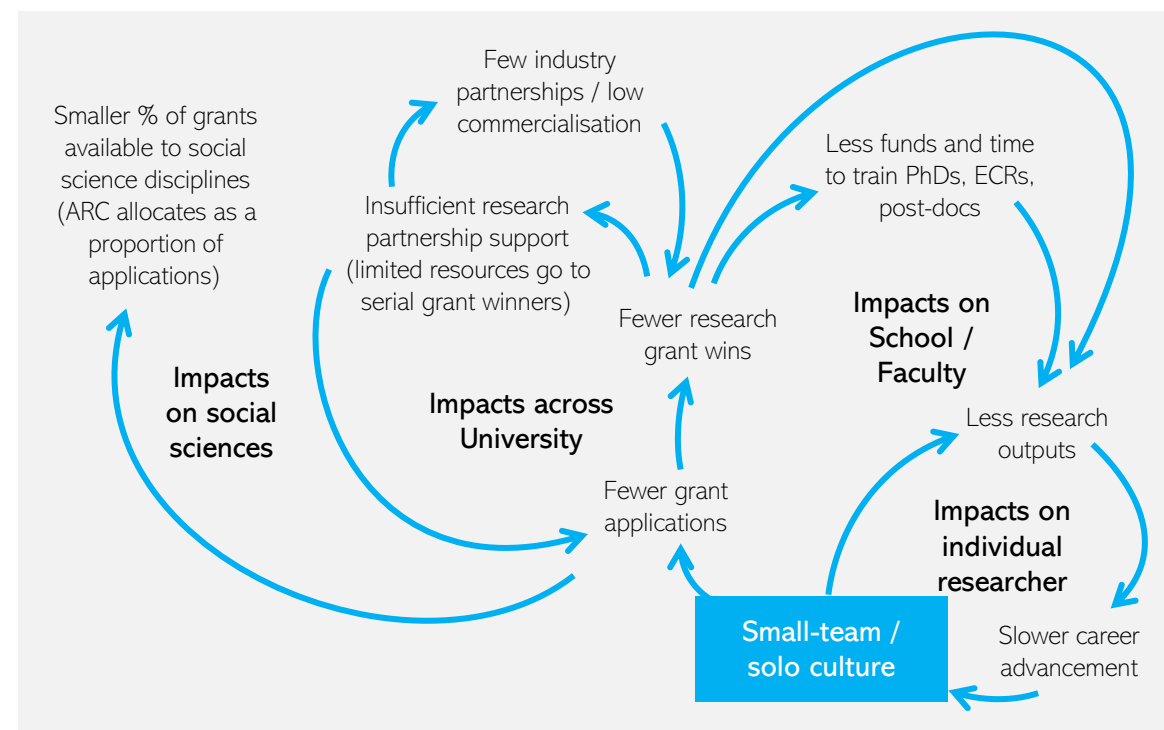 Few industry
partnerships / low
commercialisation
Smaller % of grants
available to social
science disciplines
(ARC allocates as a
proportion of
applications)
Less funds and time
to train PhDs, ECRs,
post-docs
Insufficient research
partnership support
(limited resources go to
serial grant winners)
Fewer research
grant wins
Impacts on
School /
Faculty
Impacts
on social
sciences
Impacts across
University
Less research
outputs
Fewer grant
applications
Impacts on
individual
researcher
Small-team /
solo culture
Slower career
advancement